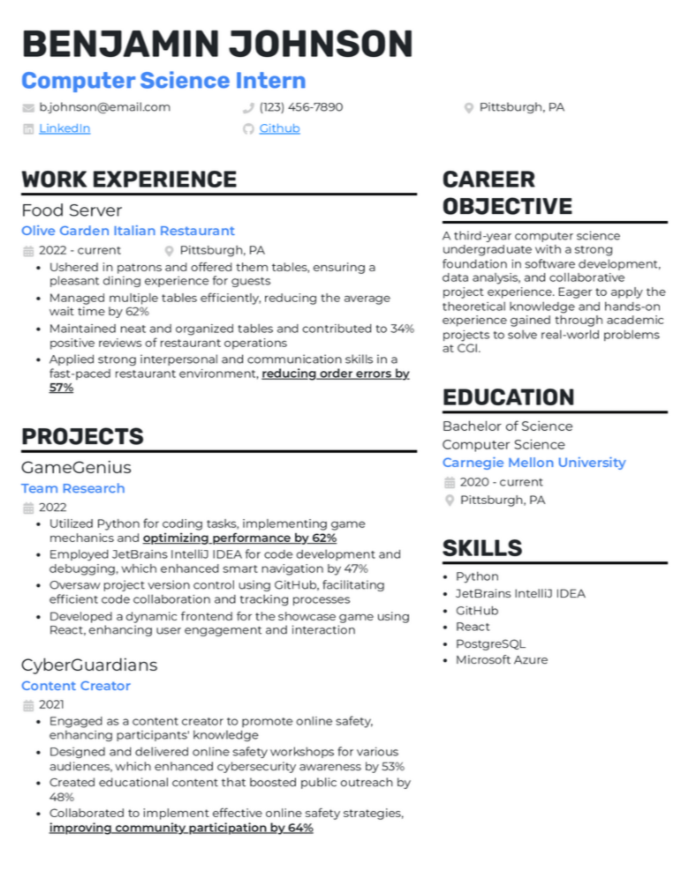 BENJAMIN JOHNSON
Computer Science Intern
b.johnson@email.com (123) 456-7890 Pittsburgh, PA
LinkedIn Github
WORK EXPERIENCE
Food Server
Olive Garden Italian Restaurant
2022 - current Pittsburgh, PA
• Ushered in patrons and offered them tables, ensuring a
pleasant dining experience for guests
• Managed multiple tables efficiently, reducing the average
wait time by 62%
• Maintained neat and organized tables and contributed to 34%
positive reviews of restaurant operations
• Applied strong interpersonal and communication skills in a
fast-paced restaurant environment, reducing order errors by
57%
PROJECTS
GameGenius
Team Research
2022
• Utilized Python for coding tasks, implementing game
mechanics and optimizing performance by 62%
• Employed JetBrains IntelliJ IDEA for code development and
debugging, which enhanced smart navigation by 47%
• Oversaw project version control using GitHub, facilitating
efficient code collaboration and tracking processes
• Developed a dynamic frontend for the showcase game using
React, enhancing user engagement and interaction
CyberGuardians
Content Creator
2021
• Engaged as a content creator to promote online safety,
enhancing participants' knowledge
• Designed and delivered online safety workshops for various
audiences, which enhanced cybersecurity awareness by 53%
• Created educational content that boosted public outreach by
48%
• Collaborated to implement effective online safety strategies,
improving community participation by 64%
CAREER
OBJECTIVE
A third-year computer science
undergraduate with a strong
foundation in software development,
data analysis, and collaborative
project experience. Eager to apply the
theoretical knowledge and hands-on
experience gained through academic
projects to solve real-world problems
at CGI.
EDUCATION
Bachelor of Science
Computer Science
Carnegie Mellon University
2020 - current
Pittsburgh, PA
SKILLS
• Python
• JetBrains IntelliJ IDEA
• GitHub
• React
• PostgreSQL
• Microsoft Azure